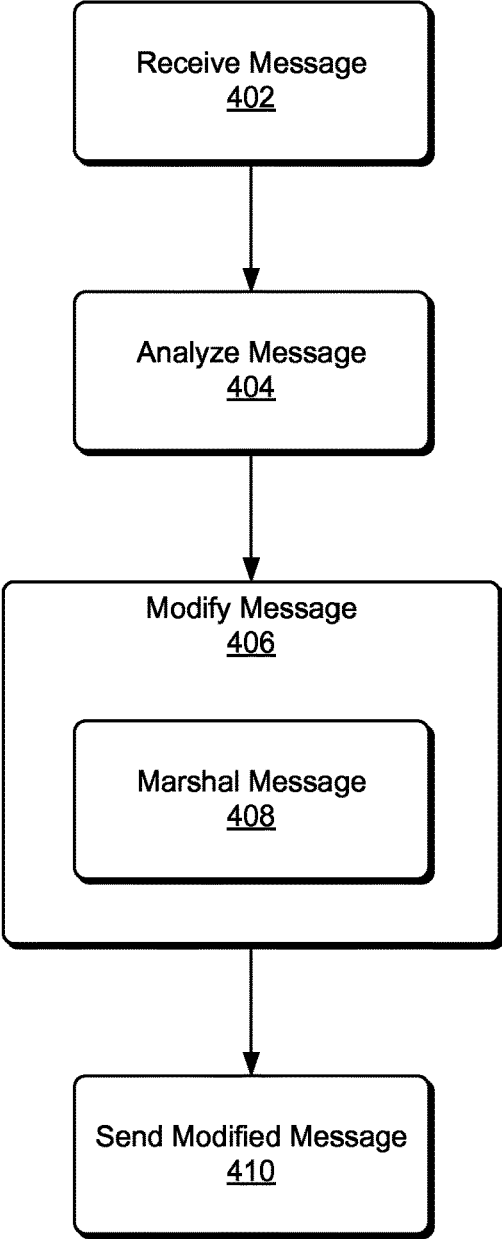 Receive Message
402
Analyze Message
404
Modify Message
406
Marshal Message
408
Send Modified Message
410